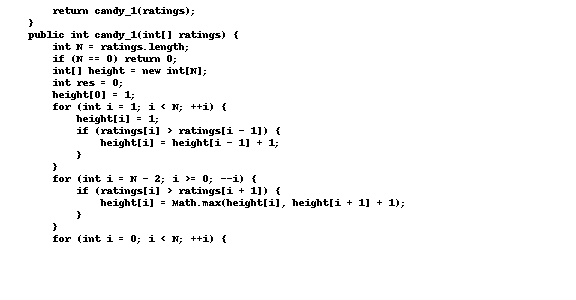 return candy_1(ratings);
    }
    public int candy_1(int[] ratings) {
        int N = ratings.length;
        if (N == 0) return 0;
        int[] height = new int[N];
        int res = 0;
        height[0] = 1;
        for (int i = 1; i < N; ++i) {
            height[i] = 1;
            if (ratings[i] > ratings[i - 1]) {
                height[i] = height[i - 1] + 1;
            }
        }
        for (int i = N - 2; i >= 0; --i) {
            if (ratings[i] > ratings[i + 1]) {
                height[i] = Math.max(height[i], height[i + 1] + 1);
            }
        }
        for (int i = 0; i < N; ++i) {